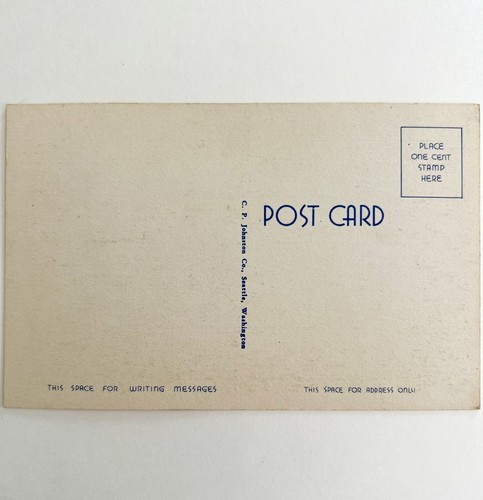 PLACE
ONE CENT
STAMP
HERE
POST CARD
C. P. Johnston Co., Seattle, Washington
THIS SPACE FOR WRITING MESSAGES
THIS SPACE FOR ADDRESS ONLY